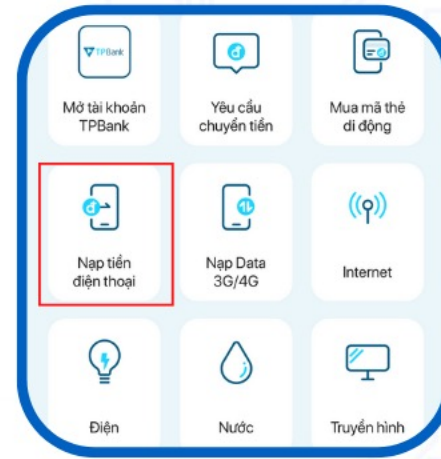 TPBank
Mở tài khoản
TPBank
Yêu cầu
chuyển tiền
Mua mã thẻ
di động
Nạp tiền
điện thoại
Nạp Data
3G/4G
Internet
Điện
Nước
Truyền hình